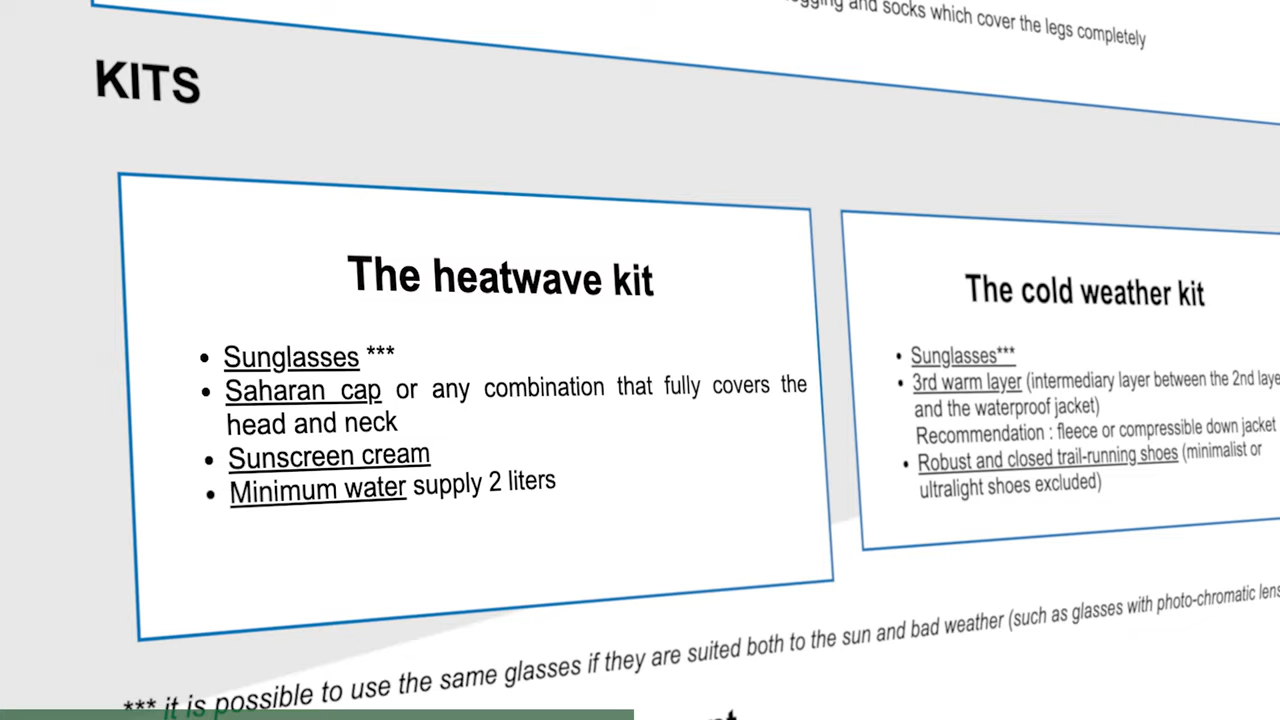 and socks which cover the legs completely
KITS
The heatwave kit
• Sunglasses ***
• Saharan cap or any combination that fully covers the
head and neck
• Sunscreen cream
• Minimum water supply 2 liters
The cold weather kit
• Sunglasses***
• 3rd warm layer (intermediary layer between the 2nd
and the waterproof jacket)
Recommendation : fleece or compressible down jacket
• Robust and closed trail-running shoes (minimalist or
ultralight shoes excluded)
*** it is possible to use the same glasses if they are suited both to the sun and bad weather (such as glasses with photo-chromatic